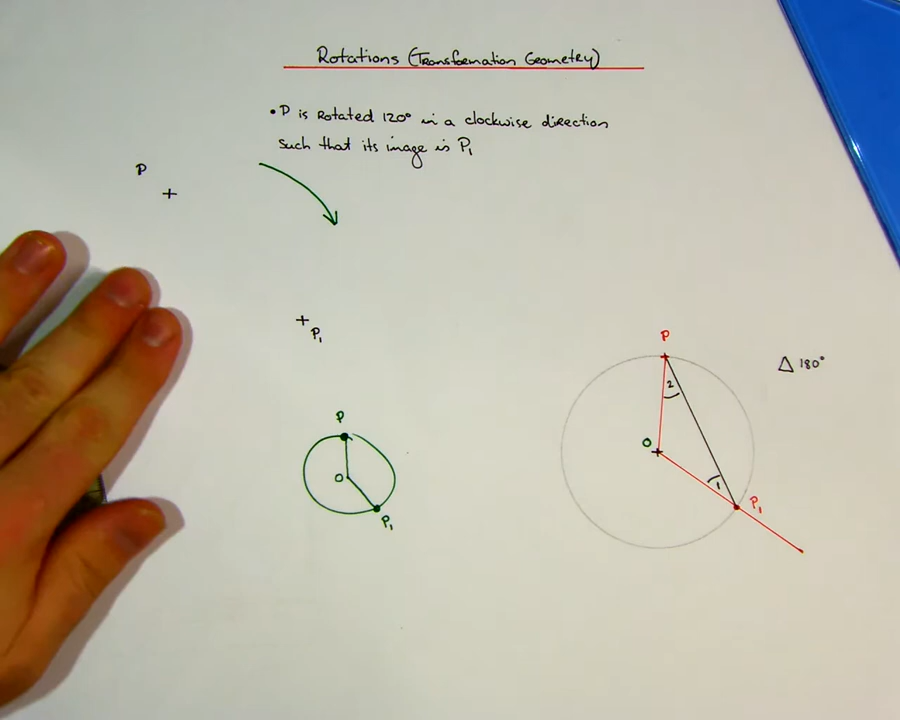 Rotations (Transformation Geometry)
• P is rotated 120° in a clockwise direction
such that its image is P₁
P
P₁
P
△ 180°
2
P
O
O
1
P₁
P₁